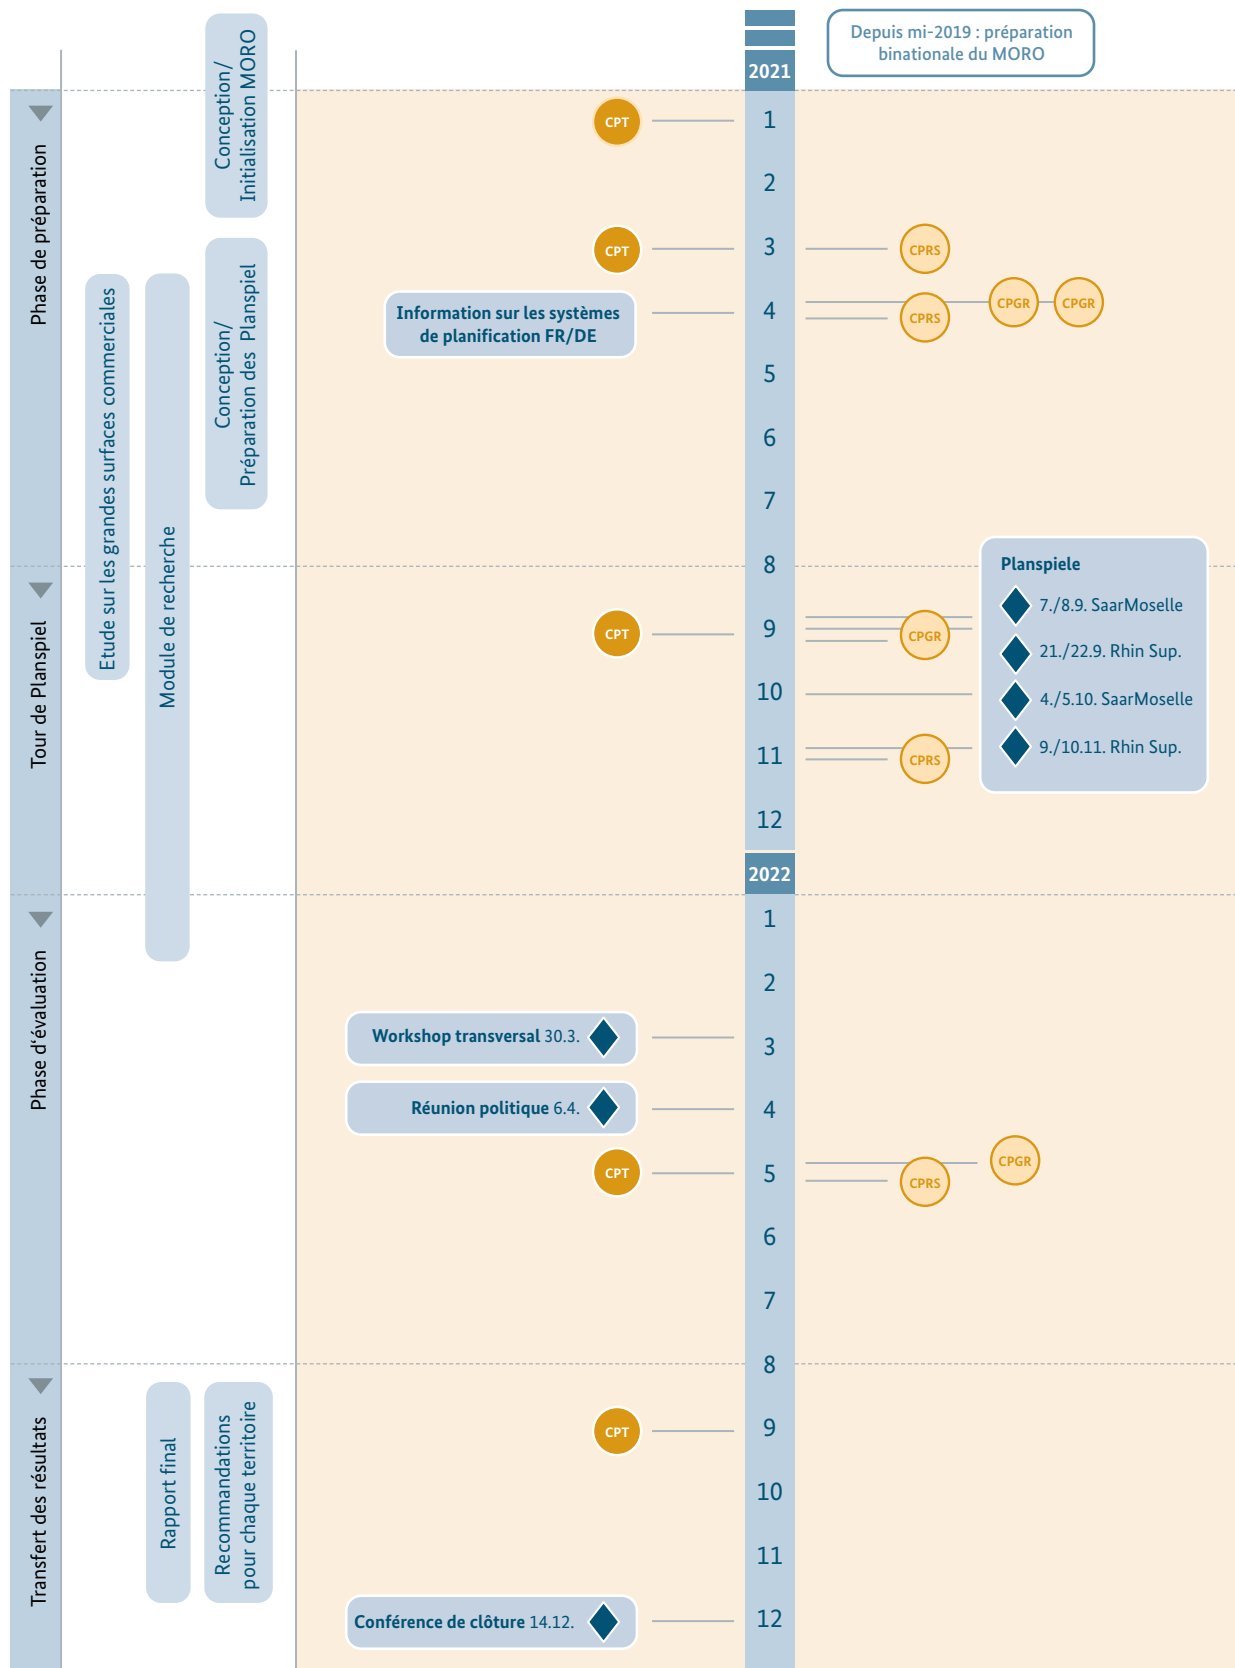 Depuis mi-2019 : préparation
binationale du MORO
2021
Phase de préparation
Conception/
Initialisation MORO
Conception/
Préparation des Planspiel
Etude sur les grandes surfaces commerciales
Module de recherche
CPT
1
2
CPT
3
CPRS
Information sur les systèmes
de planification FR/DE
4
CPGR
CPGR
CPRS
5
6
7
8
Tour de Planspiel
CPT
9
CPGR
10
11
CPRS
12
Planspiele
7./8.9. SaarMoselle
21./22.9. Rhin Sup.
4./5.10. SaarMoselle
9./10.11. Rhin Sup.
2022
Phase d‘évaluation
1
2
Workshop transversal 30.3.
3
Réunion politique 6.4.
4
CPT
5
CPGR
CPRS
6
7
8
Transfert des résultats
Rapport final
Recommandations
pour chaque territoire
CPT
9
10
11
Conférence de clôture 14.12.
12